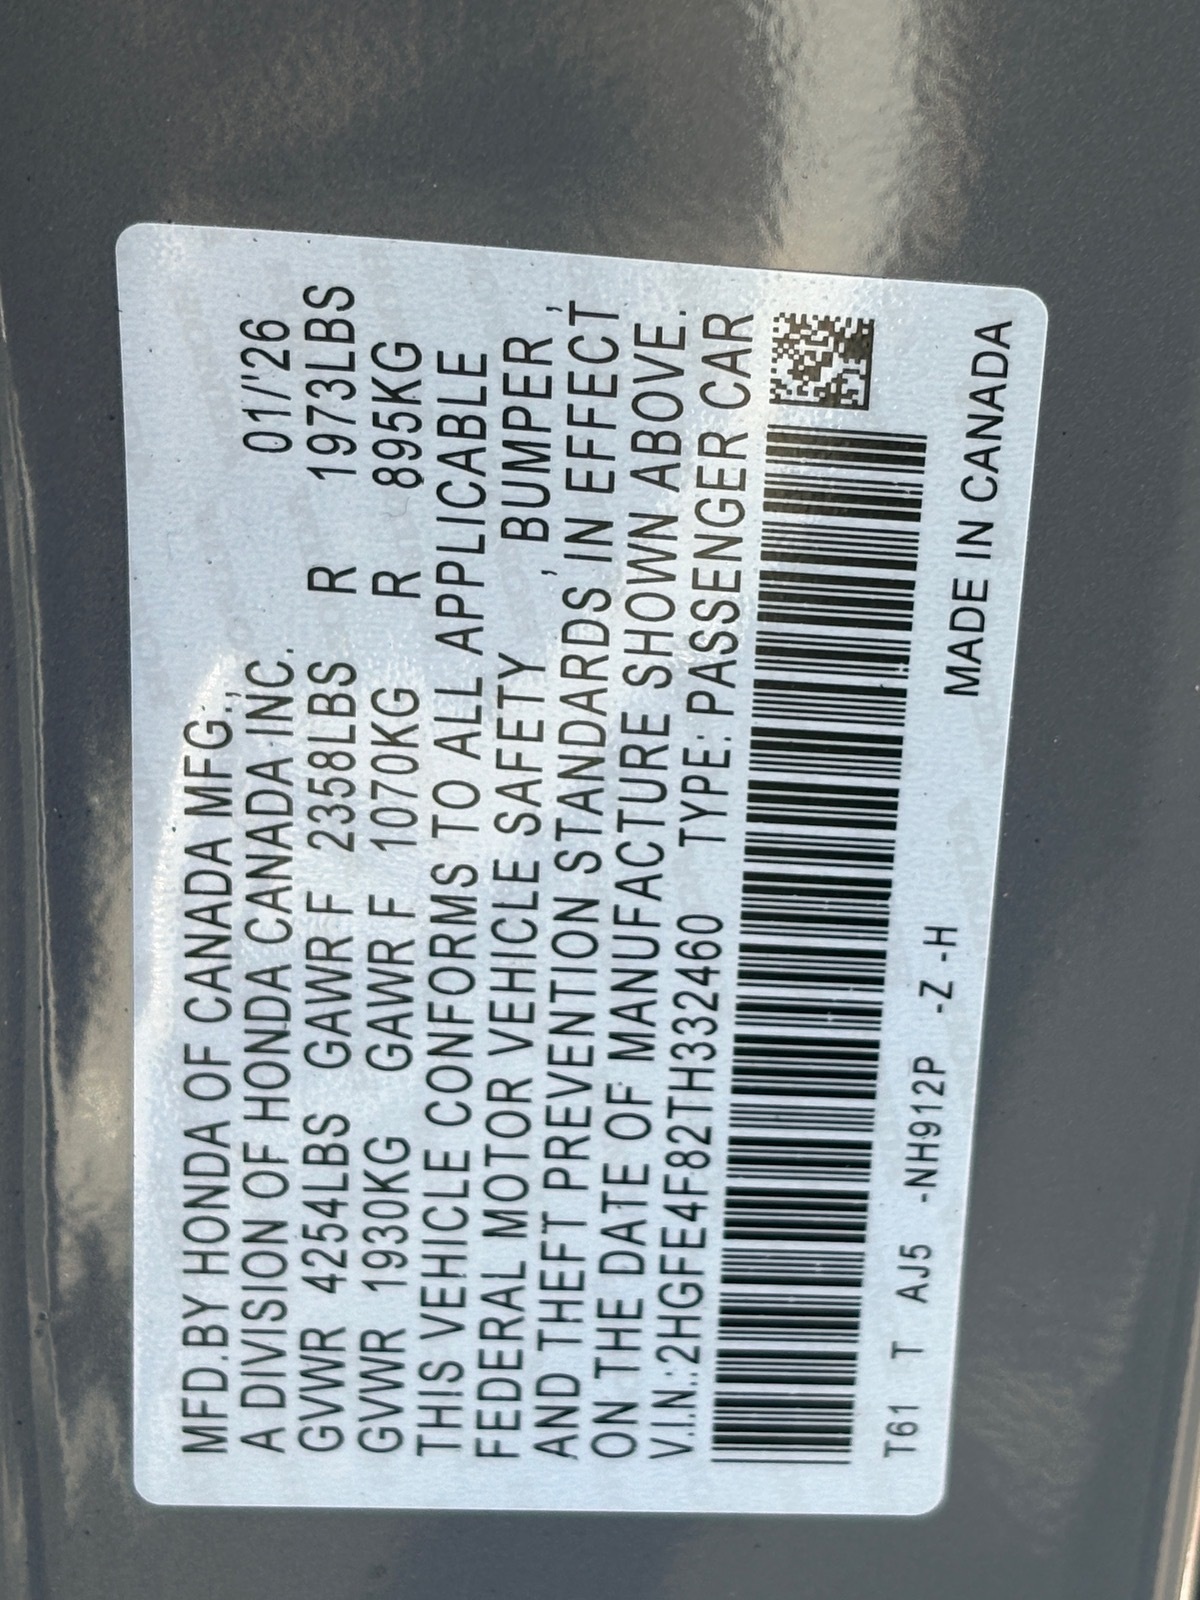 MFD.BY HONDA OF CANADA MFG.,
A DIVISION OF HONDA CANADA INC. 01/'26
GVWR 4254LBS GAWR F 2358LBS R 1973LBS
GVWR 1930KG GAWR F 1070KG R 895KG
THIS VEHICLE CONFORMS TO ALL APPLICABLE
FEDERAL MOTOR VEHICLE SAFETY, BUMPER,
AND THEFT PREVENTION STANDARDS IN EFFECT
ON THE DATE OF MANUFACTURE SHOWN ABOVE.
V.I.N.:2HGFE4F82TH332460 TYPE: PASSENGER CAR
T61 T AJ5 -NH912P -Z -H MADE IN CANADA